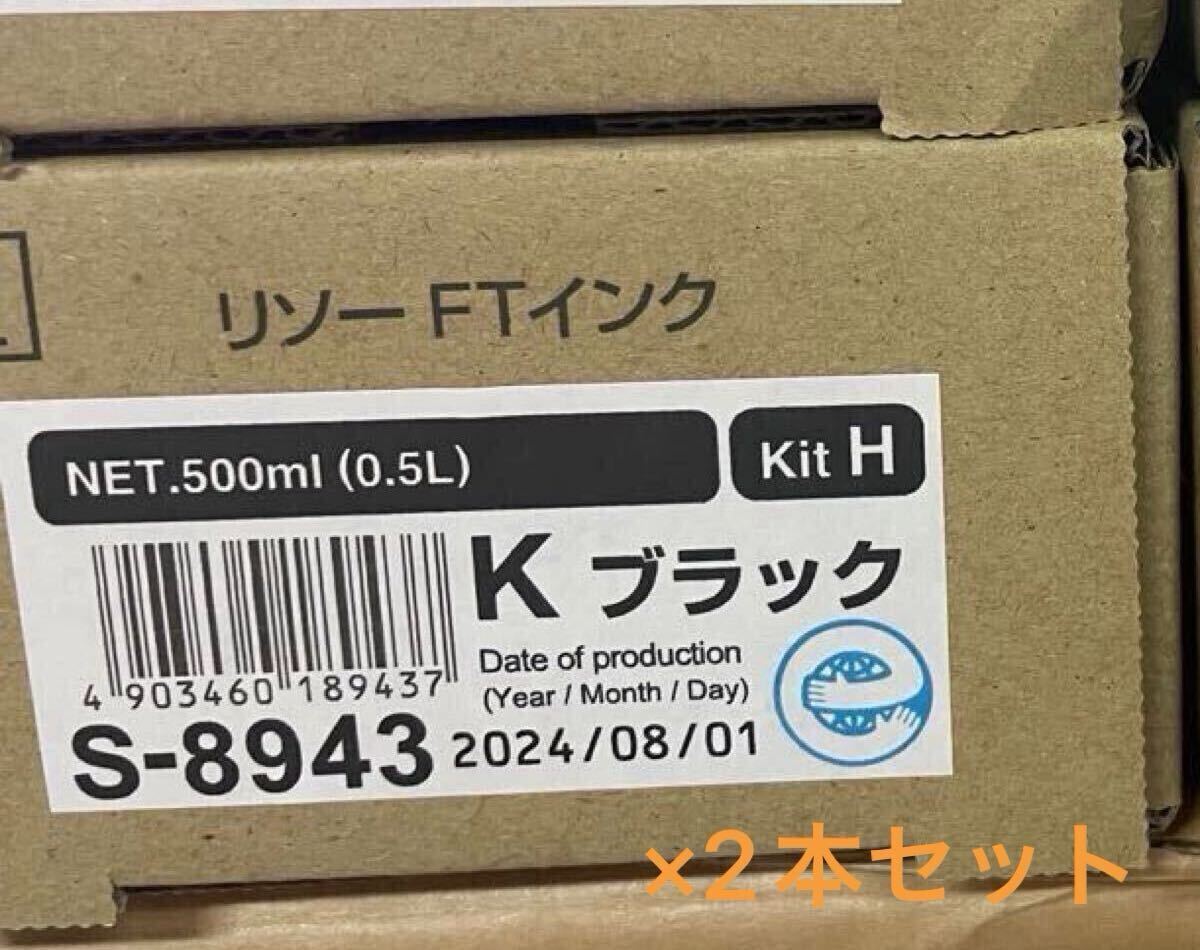 リソー FTインク
NET.500ml (0.5L)
Kit H
K ブラック
4 903460 189437
Date of production
(Year / Month / Day)
S-8943
2024/08/01
×2本セット